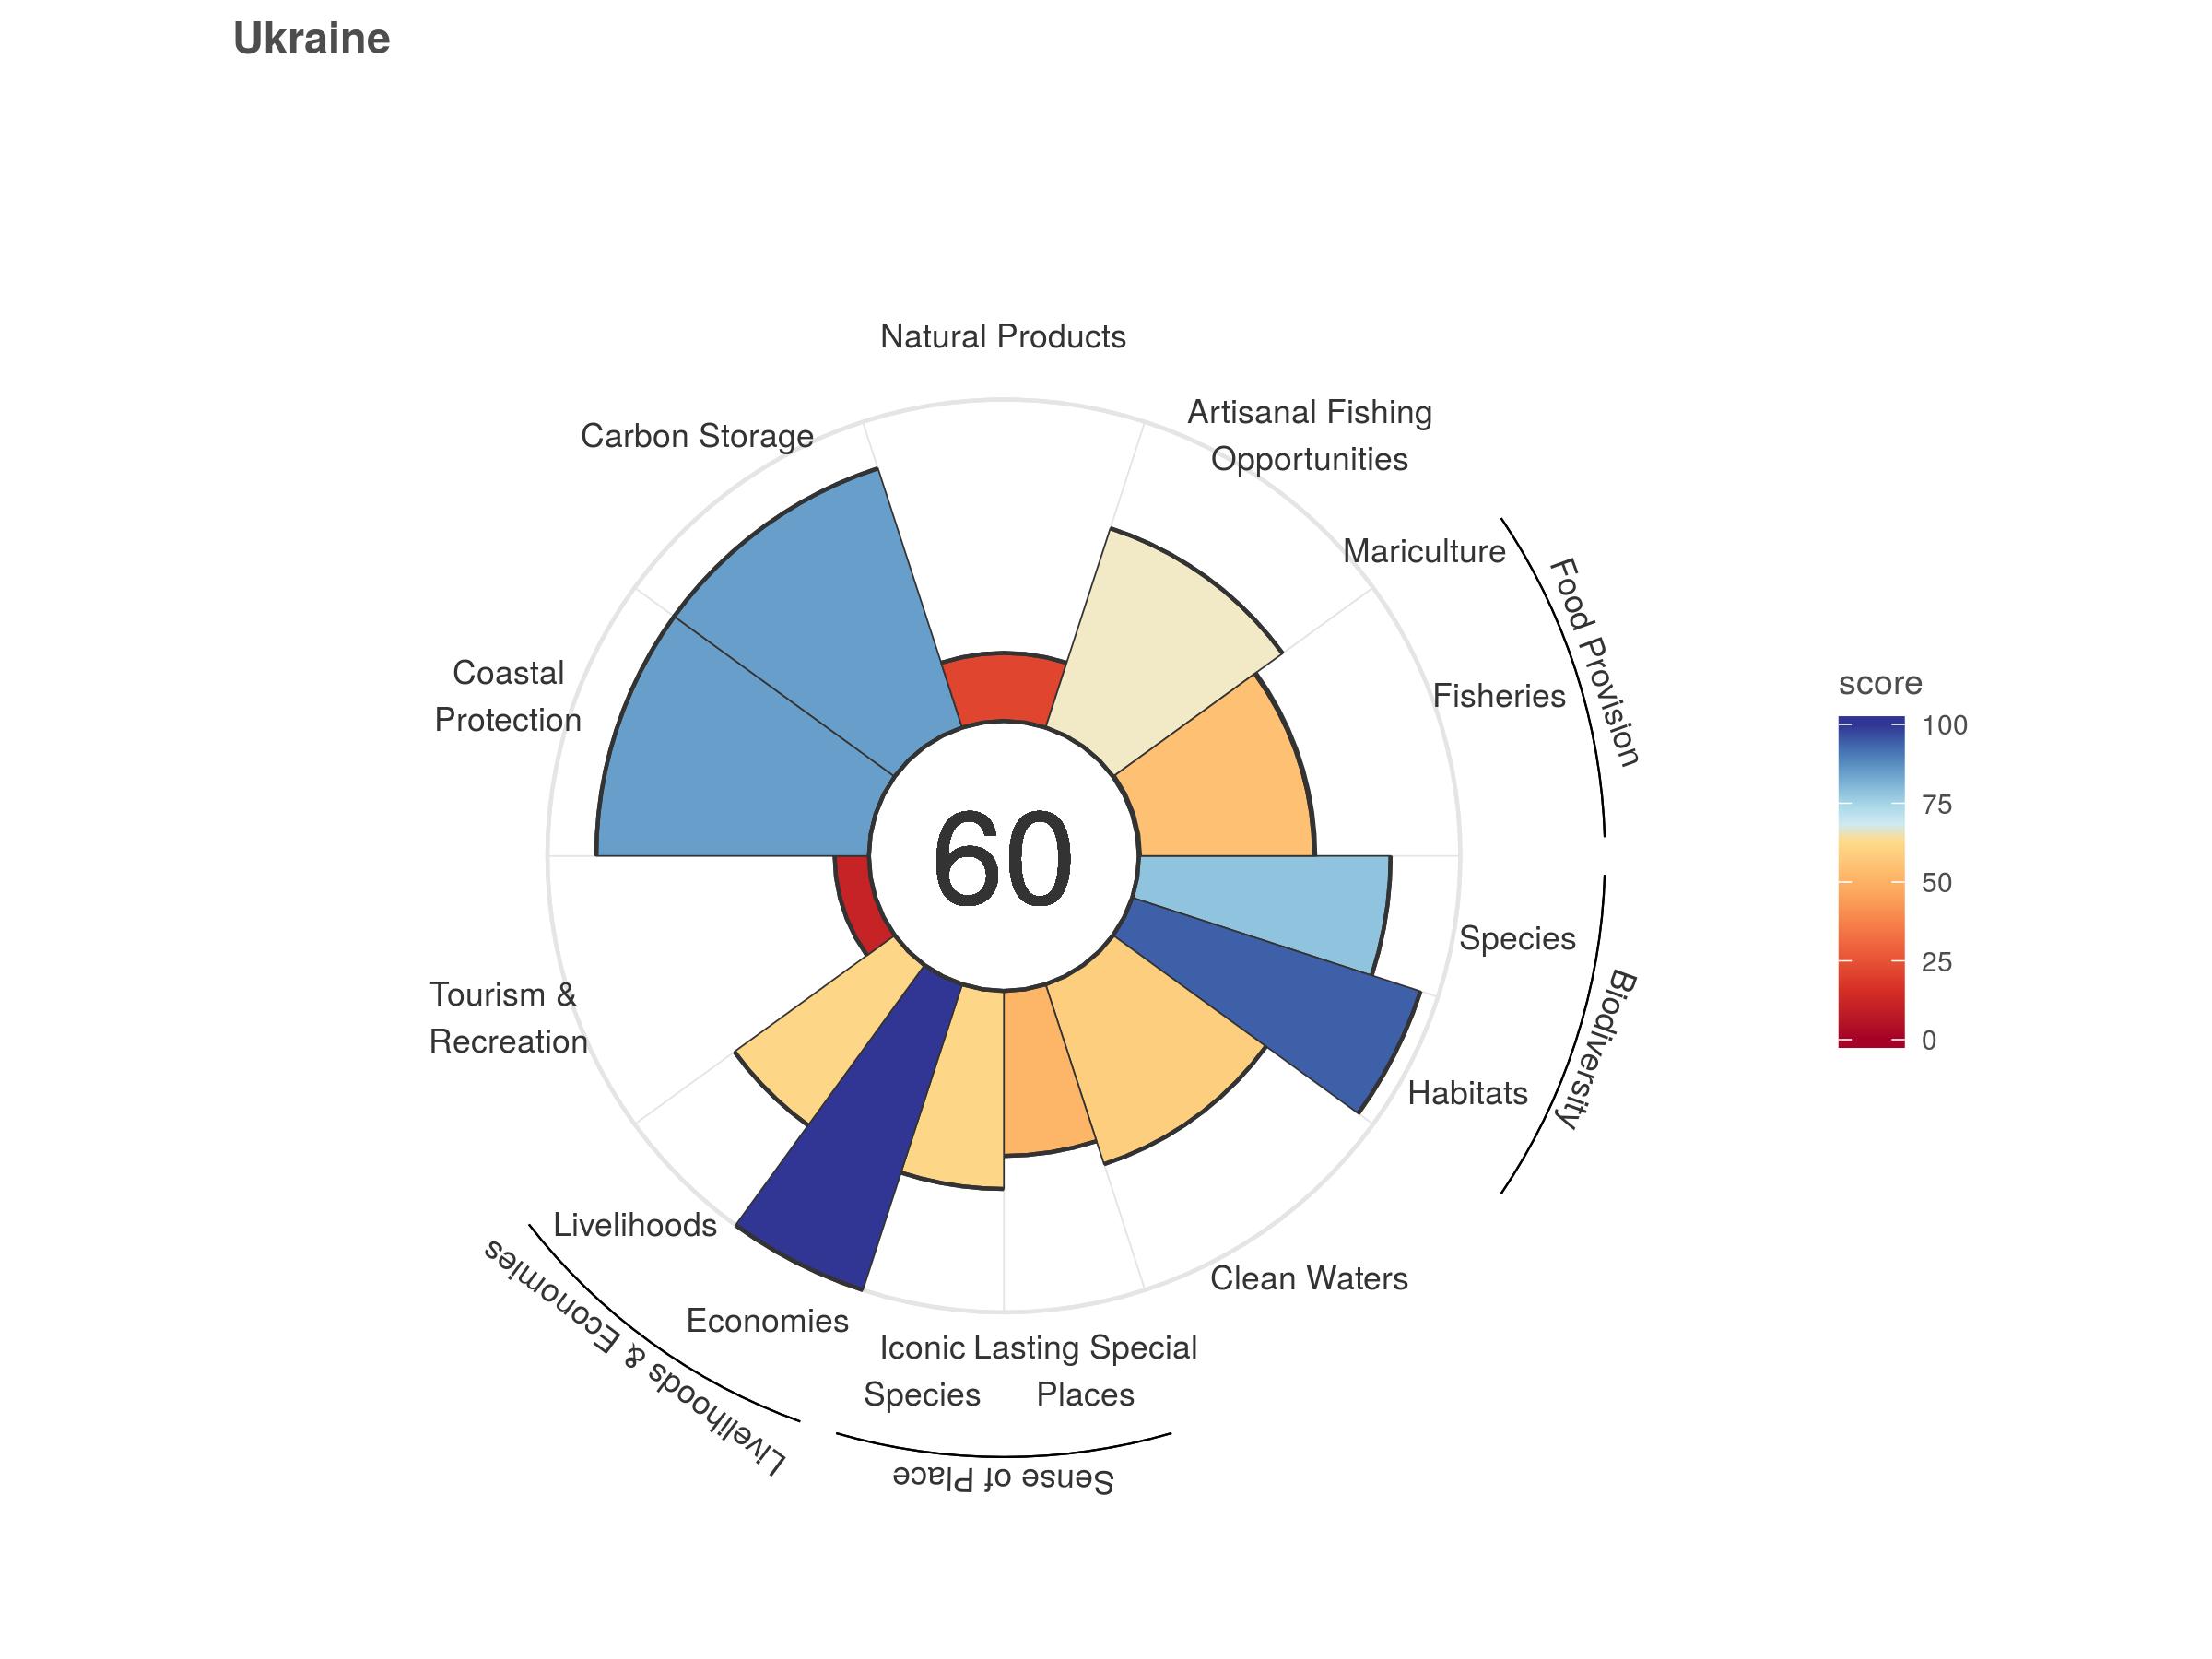 Ukraine
Natural Products
Artisanal Fishing
Opportunities
Carbon Storage
Mariculture
Food Provision
Fisheries
Coastal
Protection
60
Species
Biodiversity
Habitats
Tourism &
Recreation
Clean Waters
Livelihoods
Economies
Livelihoods & Economies
Iconic
Species
Lasting Special
Places
Sense of Place
score
100
75
50
25
0